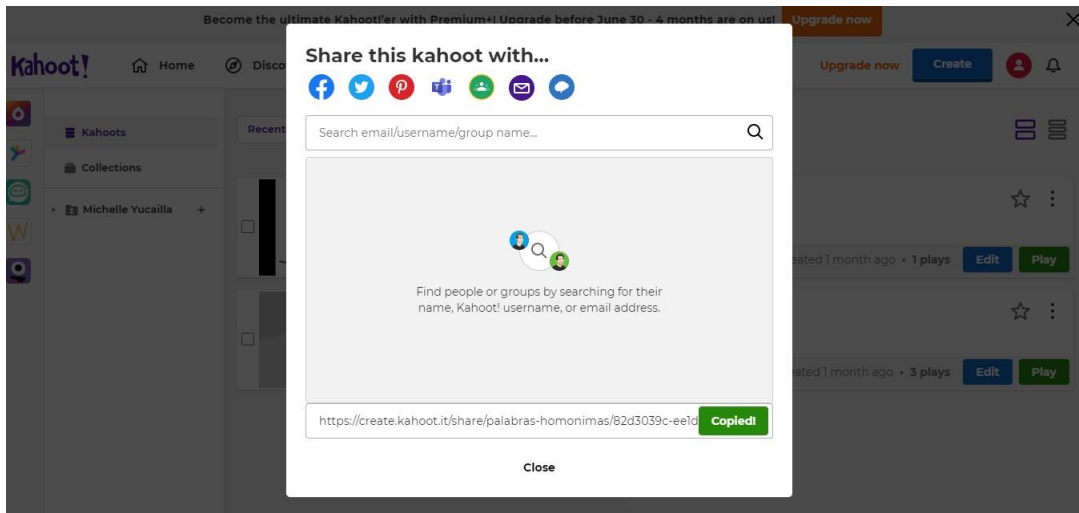 Become the ultimate Kahoot!'er with Premium+! Upgrade before June 30 - 4 months are on us! Upgrade now
Kahoot! Home Disco Upgrade now Create
Share this kahoot with...
Search email/username/group name...
Kahoots
Recent
Collections
Michelle Yucailla +
Find people or groups by searching for their
name, Kahoot! username, or email address.
eated 1 month ago • 1 plays Edit Play
eated 1 month ago • 3 plays Edit Play
https://create.kahoot.it/share/palabras-homonimas/82d3039c-ee1d Copied!
Close